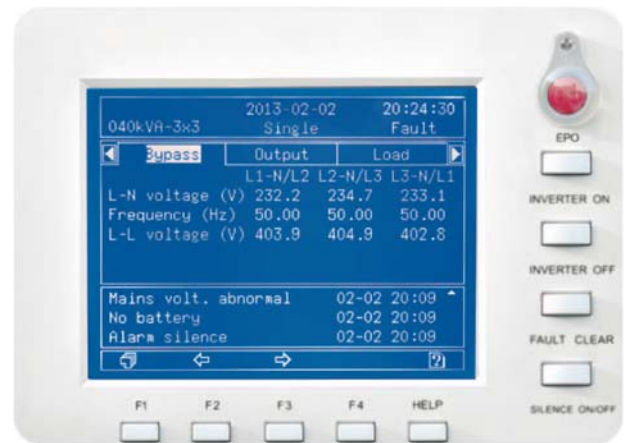 2013-02-02 20:24:30
040kVA-3x3 Single Fault
Bypass Output Load
L1-N/L2 L2-N/L3 L3-N/L1
L-N voltage (V) 232.2 234.7 233.1
Frequency (Hz) 50.00 50.00 50.00
L-L voltage (V) 403.9 404.9 402.8
Mains volt. abnormal 02-02 20:09
No battery 02-02 20:09
Alarm silence 02-02 20:09
?
F1 F2 F3 F4 HELP
EPO
INVERTER ON
INVERTER OFF
FAULT CLEAR
SILENCE ON/OFF